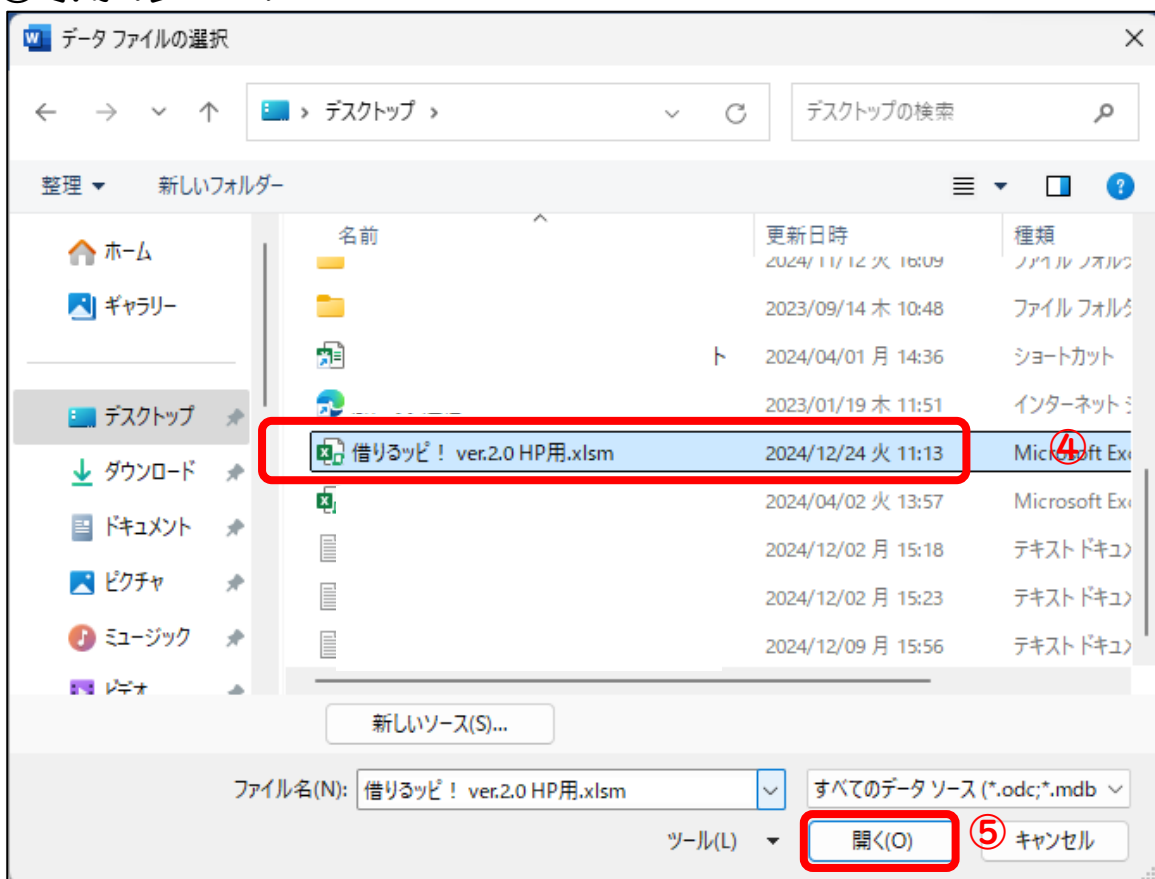 データ ファイルの選択
デスクトップ
デスクトップの検索
整理
新しいフォルダー
名前 更新日時 種類
ホーム
2024/11/12 火 16:09 ファイル フォルダ
ギャラリー
2023/09/14 木 10:48 ファイル フォルダ
ト 2024/04/01 月 14:36 ショートカット
デスクトップ
2023/01/19 木 11:51 インターネット
借りるッピ! ver.2.0 HP用.xlsm 2024/12/24 火 11:13 Microsoft Exc
④
ダウンロード
2024/04/02 火 13:57 Microsoft Exc
ドキュメント
2024/12/02 月 15:18 テキスト ドキュメ
ピクチャ
2024/12/02 月 15:23 テキスト ドキュメ
ミュージック
2024/12/09 月 15:56 テキスト ドキュメ
ビデオ
新しいソース(S)...
ファイル名(N): 借りるッピ! ver.2.0 HP用.xlsm すべてのデータ ソース (*.odc;*.mdb
ツール(L) 開く(O) ⑤ キャンセル